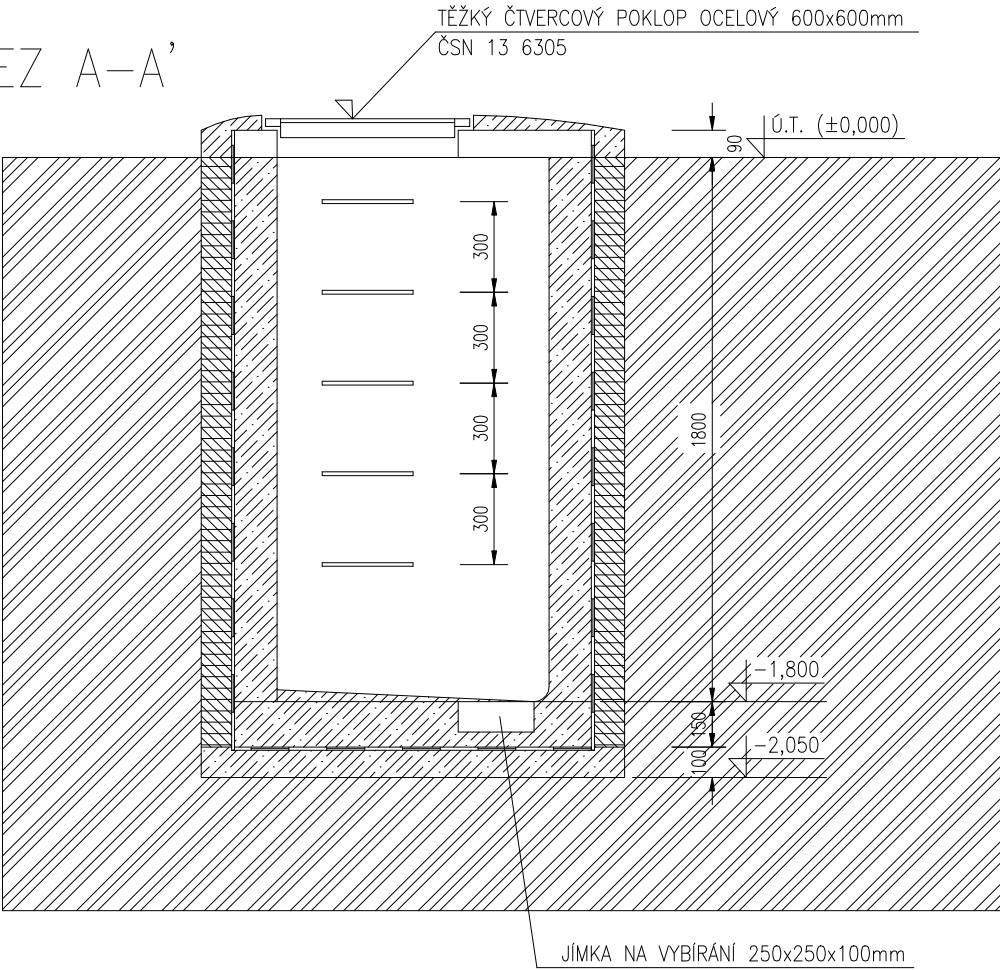 TĚŽKÝ ČTVERCOVÝ POKLOP OCELOVÝ 600x600mm
ČSN 13 6305
EZ A–A'
Ú.T. (±0,000)
90
300
300
300
300
1800
–1,800
150
–2,050
100
JÍMKA NA VYBÍRÁNÍ 250x250x100mm